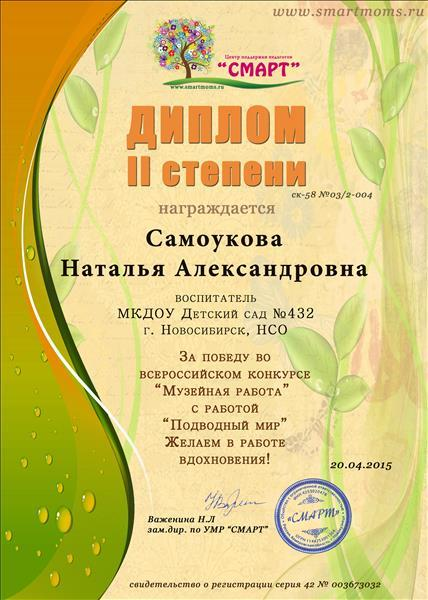 www.smartmoms.ru
Центр поддержки педагогов
"СМАРТ"
www.smartmoms.ru
ДИПЛОМ
II степени
ск-58 №03/2-004
награждается
Самоукова
Наталья Александровна
воспитатель
МКДОУ Детский сад №432
г. Новосибирск, НСО
За победу во
всероссийском конкурсе
"Музейная работа"
с работой
"Подводный мир"
Желаем в работе
вдохновения!
20.04.2015
Важенина Н.Л
зам.дир. по УМР "СМАРТ"
«СМАРТ»
свидетельство о регистрации серия 42 № 003673032